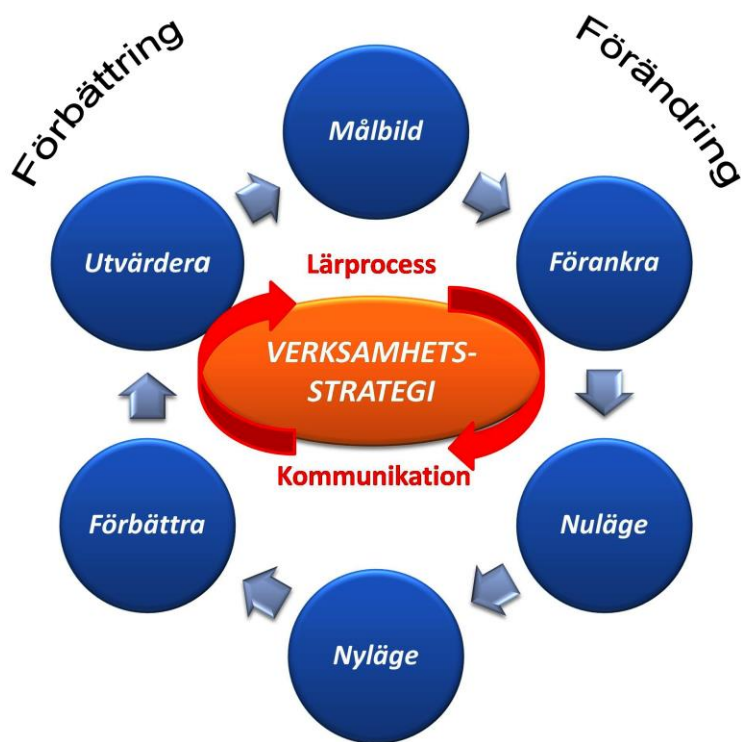 Förbättring
Förändring
Målbild
Utvärdera
Förankra
Lärprocess
VERKSAMHETS-
STRATEGI
Kommunikation
Förbättra
Nuläge
Nyläge